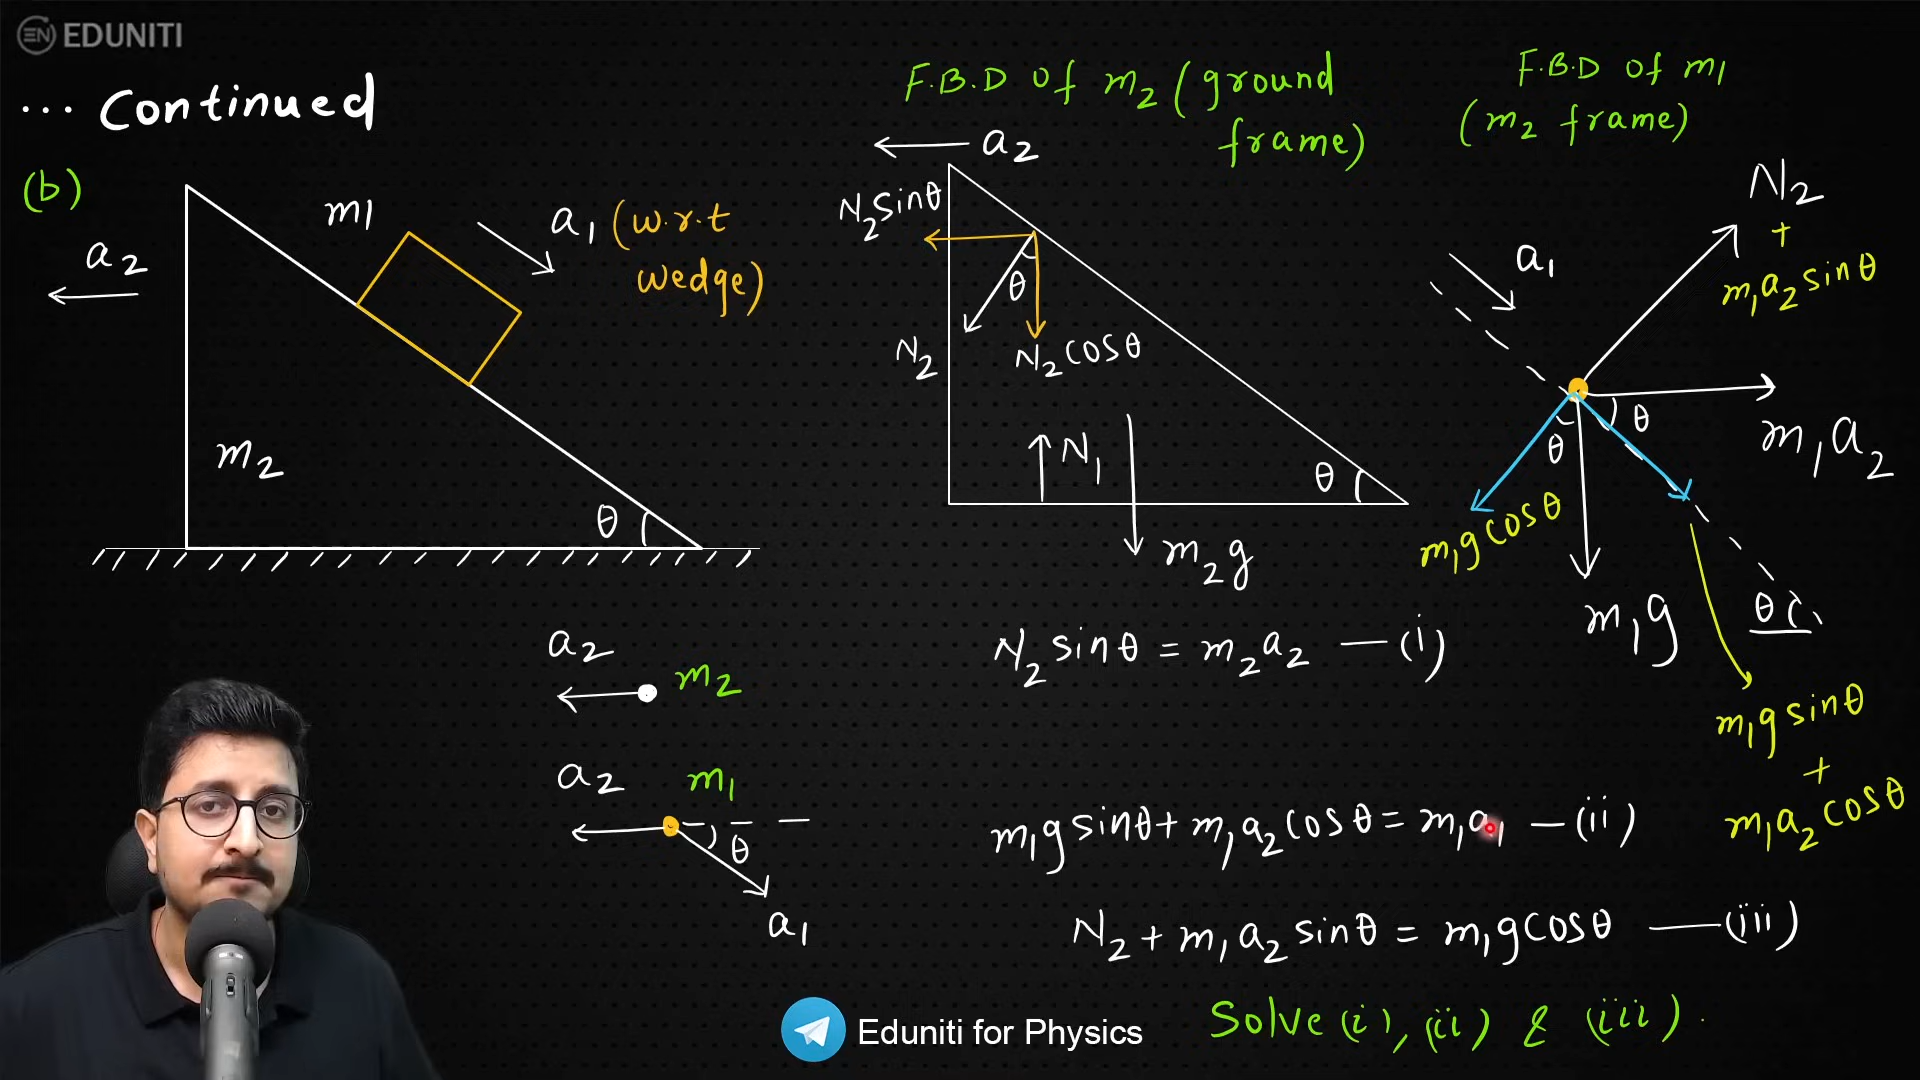 EN EDUNITI
... Continued
(b)
a2
m1
a1 (w.r.t
wedge)
m2
θ
F.B.D of m2 (ground
frame)
a2
N2sinθ
θ
N2
N2cosθ
N1
θ
m2g
F.B.D of m1
(m2 frame)
N2
+
m1a2sinθ
a1
θ
m1a2
θ
m1gcosθ
m1g
θ
m1gsinθ
+
m1a2cosθ
a2
m2
a2
m1
θ
a1
N2sinθ = m2a2 —(i)
m1gsinθ + m1a2cosθ = m1a1 —(ii)
N2 + m1a2sinθ = m1gcosθ —(iii)
Solve (i), (ii) & (iii).
Eduniti for Physics